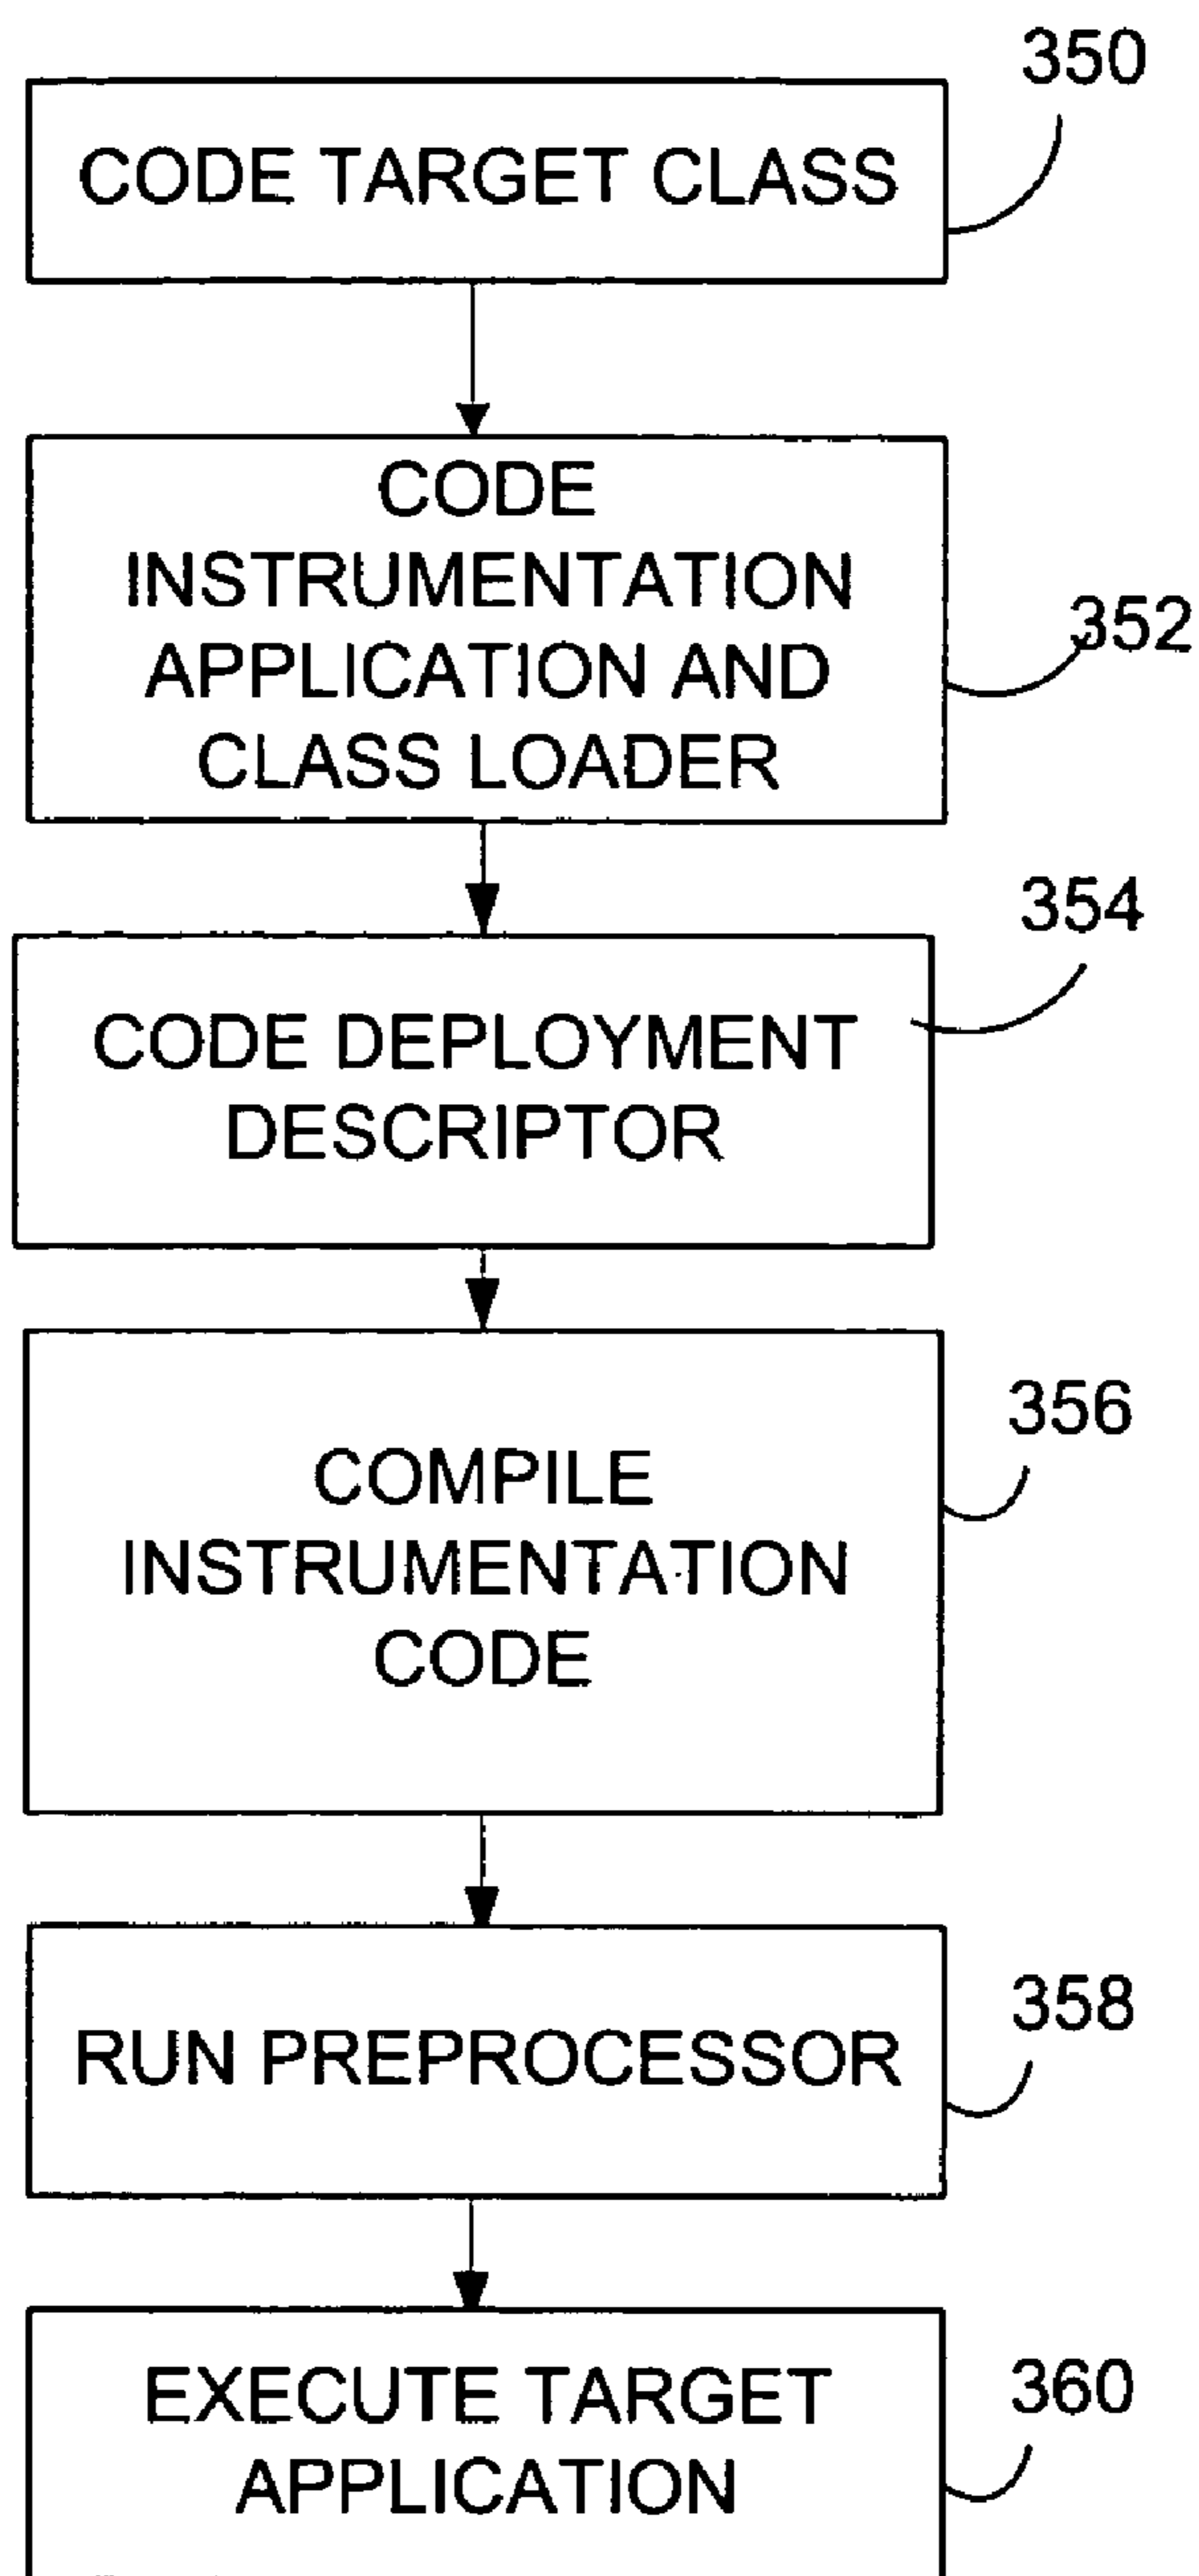 350
CODE TARGET CLASS
CODE
INSTRUMENTATION
APPLICATION AND
CLASS LOADER
352
354
CODE DEPLOYMENT
DESCRIPTOR
356
COMPILE
INSTRUMENTATION
CODE
358
RUN PREPROCESSOR
360
EXECUTE TARGET
APPLICATION